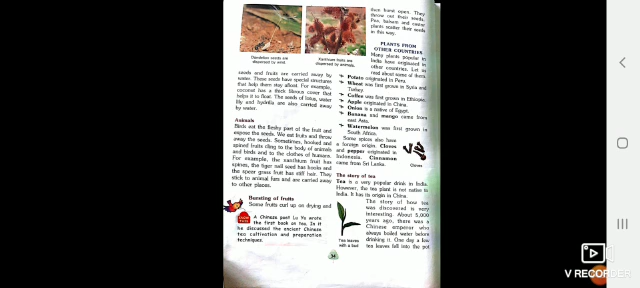 Dandelion seeds are
dispersed by wind.
Xanthium fruits are
dispersed by animals.
seeds and fruits are carried away by
water. These seeds have special structures
that help them stay afloat. For example,
coconut has a thick fibrous cover that
helps it to float. The seeds of lotus, water
lily and hydrilla are also carried away
by water.
Animals
Birds eat the fleshy part of the fruit and
expose the seeds. We eat fruits and throw
away the seeds. Sometimes, hooked and
spined fruits cling to the body of animals
and birds and to the clothes of humans.
For example, the xanthium fruit has
spines, the tiger nail seed has hooks and
the spear grass fruit has stiff hair. They
stick to animal furs and are carried away
to other places.
Bursting of fruits
Some fruits curl up on drying and
A Chinese poet Lu Yu wrote
the first book on tea. In it
he discussed the ancient Chinese
tea cultivation and preparation
techniques.
then burst open. They
throw out their seeds.
Pea, balsam and castor
plants scatter their seeds
in this way.
PLANTS FROM
OTHER COUNTRIES
Many plants popular in
India have originated in
other countries. Let us
read about some of them.
Potato originated in Peru.
Wheat was first grown in Syria and
Turkey.
Coffee was first grown in Ethiopia.
Apple originated in China.
Onion is a native of Egypt.
Banana and mango came from
east Asia.
Watermelon was first grown in
South Africa.
Some spices also have
a foreign origin. Cloves
and pepper originated in
Indonesia. Cinnamon
came from Sri Lanka.
Cloves
The story of tea
Tea is a very popular drink in India.
However, the tea plant is not native to
India. It has its origin in China.
The story of how tea
was discovered is very
interesting. About 5,000
years ago, there was a
Chinese emperor who
always boiled water before
drinking it. One day a few
tea leaves fell into the pot
Tea leaves
with a bud
34
V RECORDER